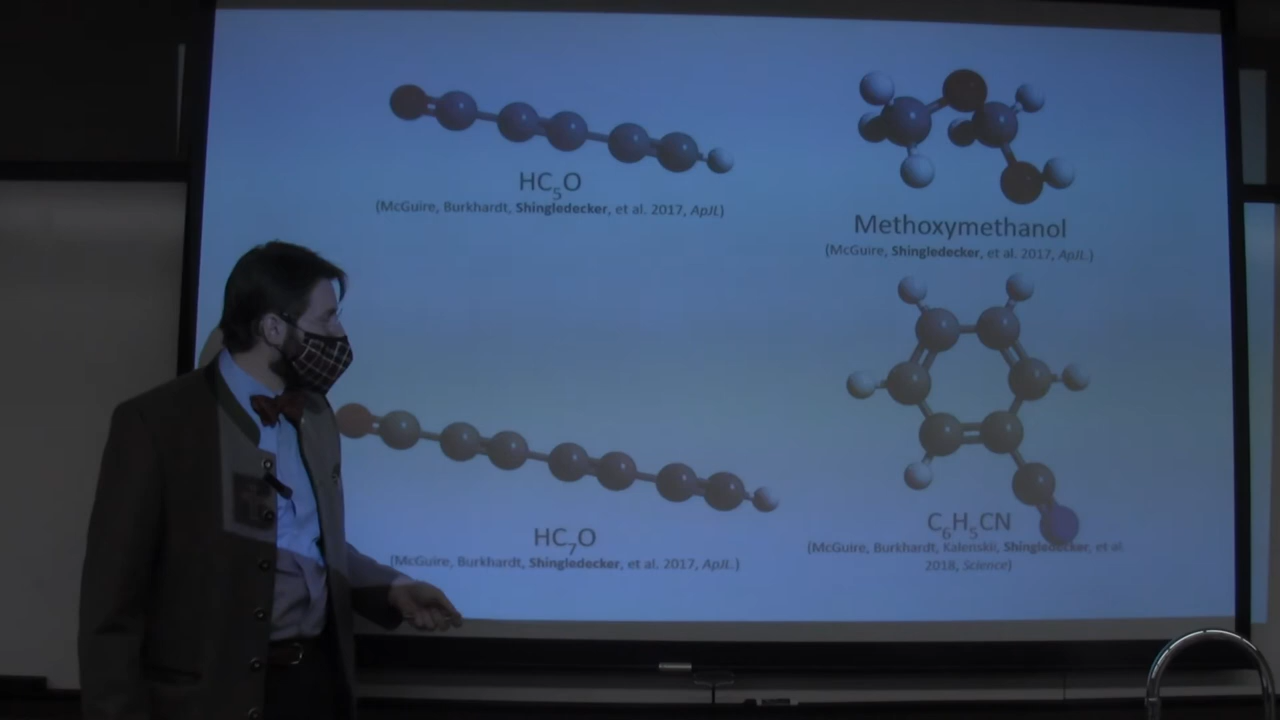 HC5O
(McGuire, Burkhardt, Shingledecker, et al. 2017, ApJL)
Methoxymethanol
(McGuire, Shingledecker, et al. 2017, ApJL.)
HC7O
(McGuire, Burkhardt, Shingledecker, et al. 2017, ApJL.)
C6H5CN
(McGuire, Burkhardt, Kalenskii, Shingledecker, et al.
2018, Science)